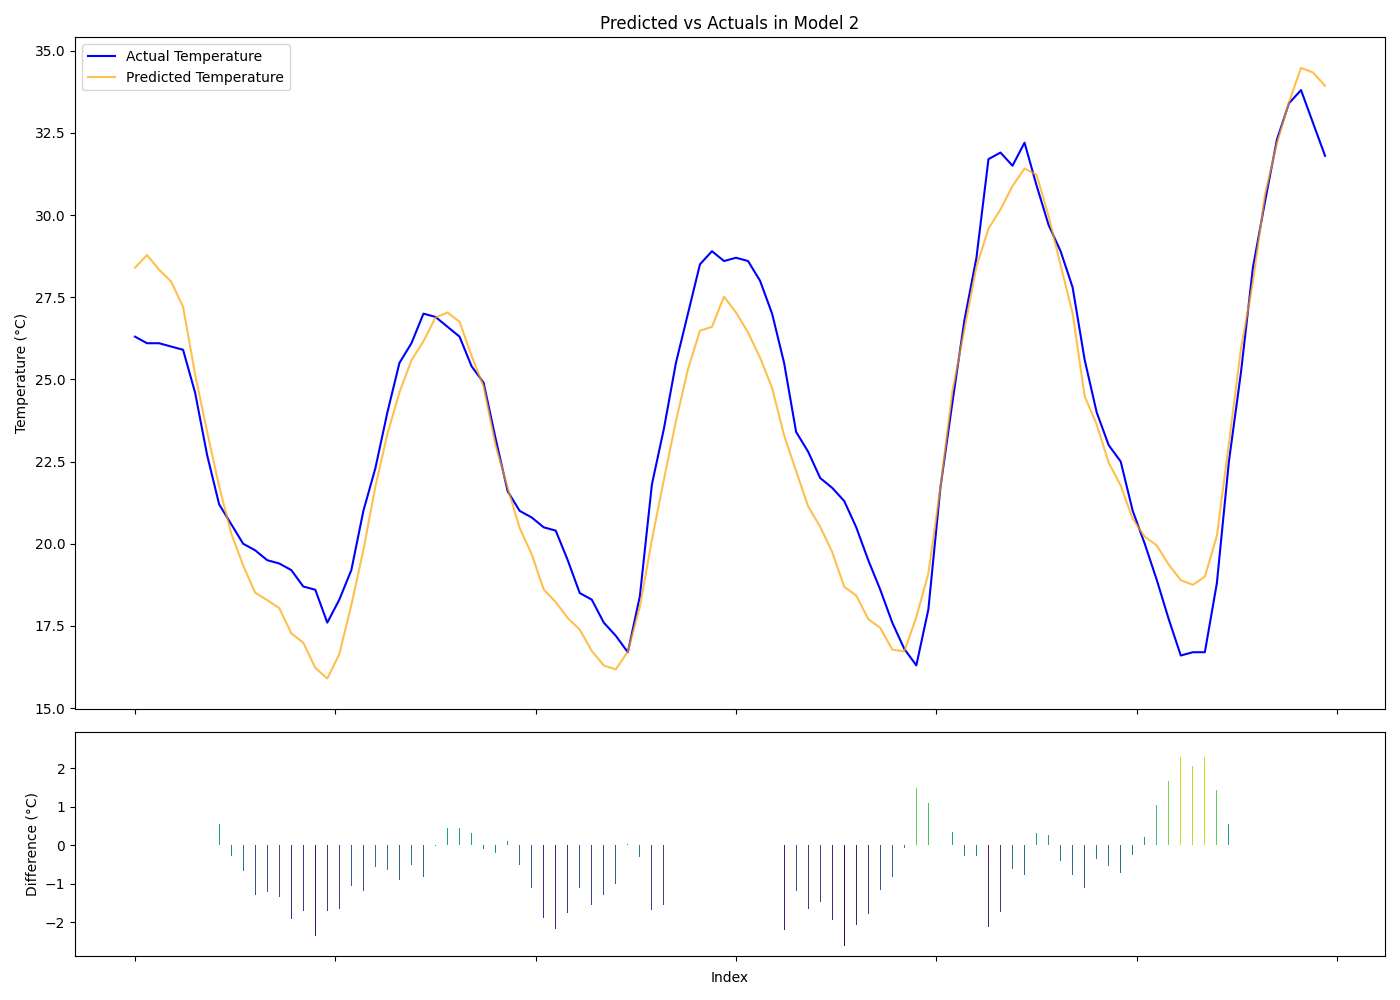 Predicted vs Actuals in Model 2
Actual Temperature
Predicted Temperature
35.0
32.5
30.0
27.5
25.0
22.5
20.0
17.5
15.0
Temperature (°C)
2
1
0
−1
−2
Difference (°C)
Index